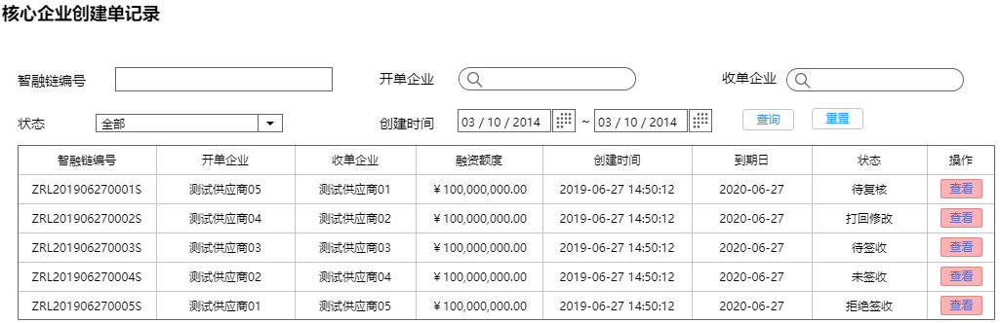 核心企业创建单记录
智融链编号 开单企业 收单企业
状态 全部 创建时间 03 / 10 / 2014 ~ 03 / 10 / 2014 查询 重置
智融链编号 开单企业 收单企业 融资额度 创建时间 到期日 状态 操作
ZRL201906270001S 测试供应商05 测试供应商01 ¥100,000,000.00 2019-06-27 14:50:12 2020-06-27 待复核 查看
ZRL201906270002S 测试供应商04 测试供应商02 ¥100,000,000.00 2019-06-27 14:50:12 2020-06-27 打回修改 查看
ZRL201906270003S 测试供应商03 测试供应商03 ¥100,000,000.00 2019-06-27 14:50:12 2020-06-27 待签收 查看
ZRL201906270004S 测试供应商02 测试供应商04 ¥100,000,000.00 2019-06-27 14:50:12 2020-06-27 未签收 查看
ZRL201906270005S 测试供应商01 测试供应商05 ¥100,000,000.00 2019-06-27 14:50:12 2020-06-27 拒绝签收 查看